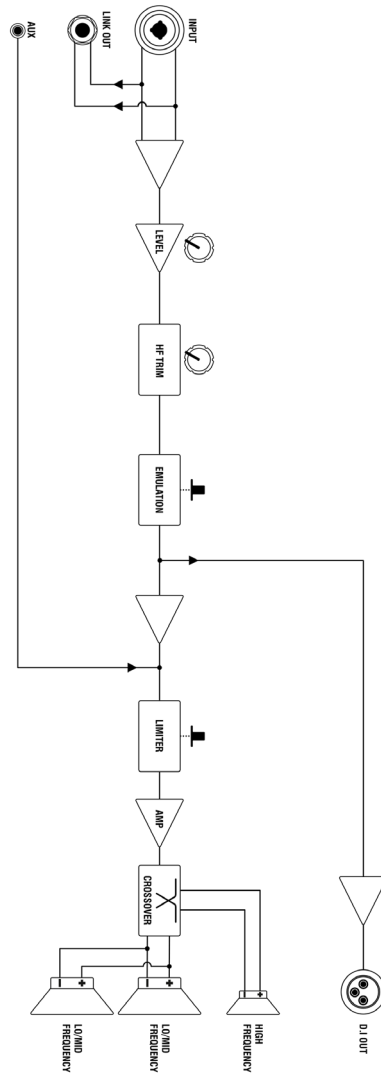 INPUT
LINK OUT
AUX
LEVEL
HF TRIM
EMULATION
LIMITER
AMP
CROSSOVER
HIGH
FREQUENCY
LO/MID
FREQUENCY
LO/MID
FREQUENCY
D.I OUT
+
–
+
–
+
–